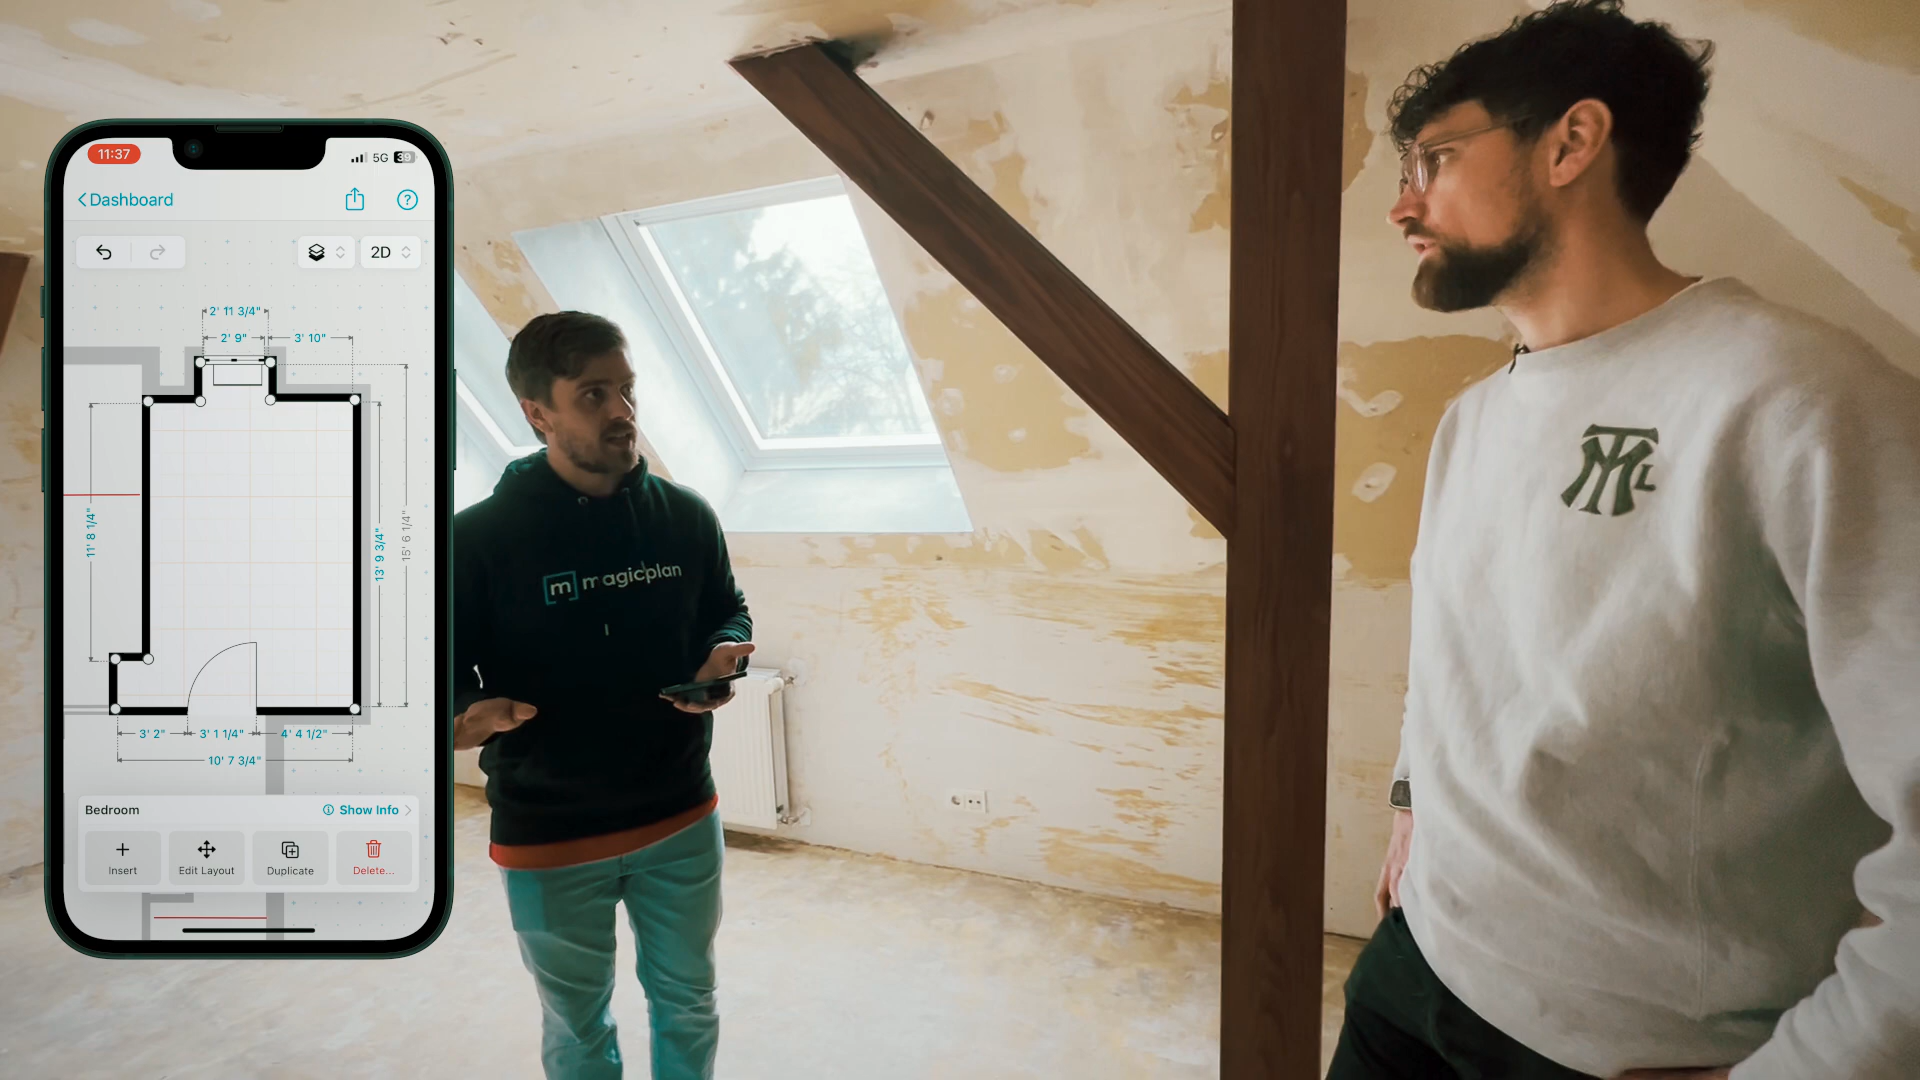 11:37
5G 39
Dashboard
?
2D
2' 11 3/4"
2' 9"
3' 10"
11' 8 1/4"
13' 9 3/4"
15' 6 1/4"
3' 2"
3' 1 1/4"
4' 4 1/2"
10' 7 3/4"
Bedroom
Show Info
Insert
Edit Layout
Duplicate
Delete...
m magicplan
MTL